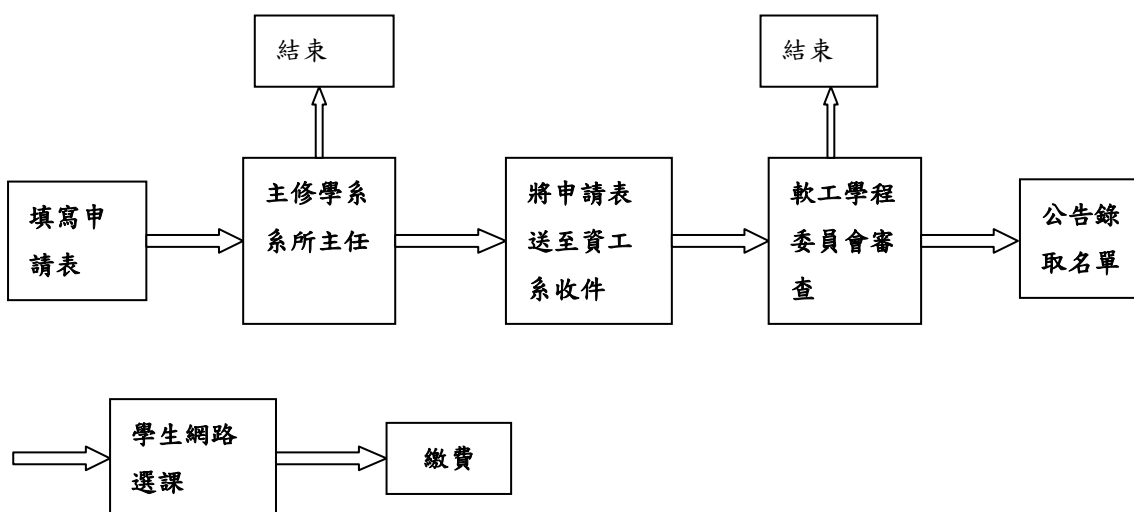 結束
結束
填寫申
請表
主修學系
系所主任
將申請表
送至資工
系收件
軟工學程
委員會審
查
公告錄
取名單
學生網路
選課
繳費